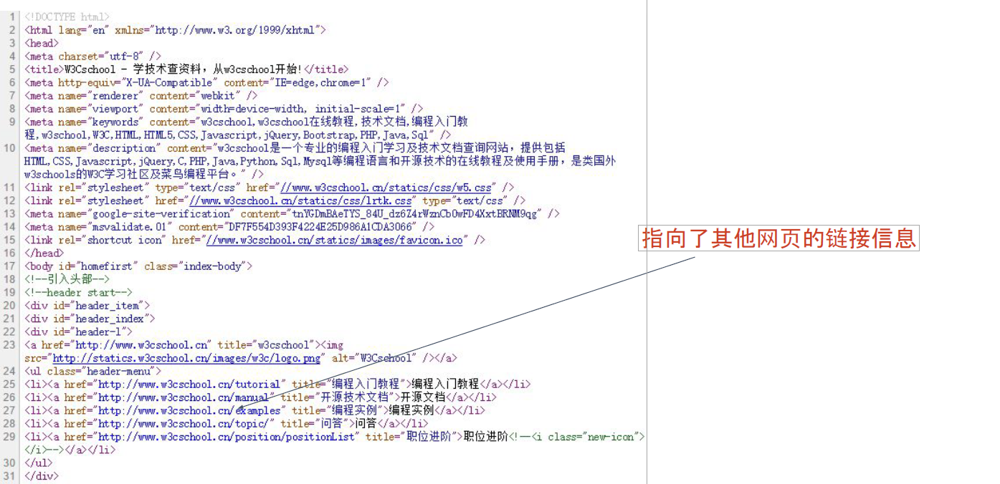 1 <!DOCTYPE html>
2 <html lang="en" xmlns="http://www.w3.org/1999/xhtml">
3 <head>
4 <meta charset="utf-8" />
5 <title>W3Cschool - 学技术查资料，从w3cschool开始!</title>
6 <meta http-equiv="X-UA-Compatible" content="IE=edge,chrome=1" />
7 <meta name="renderer" content="webkit" />
8 <meta name="viewport" content="width=device-width, initial-scale=1" />
9 <meta name="keywords" content="w3cschool,w3cschool在线教程,技术文档,编程入门教
程,w3school,W3C,HTML,HTML5,CSS,Javascript,jQuery,Bootstrap,PHP,Java,Sql" />
10 <meta name="description" content="w3cschool是一个专业的编程入门学习及技术文档查询网站，提供包括
HTML,CSS,Javascript,jQuery,C,PHP,Java,Python,Sql,Mysql等编程语言和开源技术的在线教程及使用手册，是类国外
w3schools的W3C学习社区及菜鸟编程平台。" />
11 <link rel="stylesheet" type="text/css" href="//www.w3cschool.cn/statics/css/w5.css" />
12 <link rel="stylesheet" href="//www.w3cschool.cn/statics/css/lrtk.css" type="text/css" />
13 <meta name="google-site-verification" content="tnYGDmBAeTYS_84U_dz6Z4rWznCbOwFD4XxtBRNM9qg" />
14 <meta name="msvalidate.01" content="DF7F554D393F4224E25D986A1CDA3066" />
15 <link rel="shortcut icon" href="//www.w3cschool.cn/statics/images/favicon.ico" />
16 </head>
17 <body id="homefirst" class="index-body">
18 <!--引入头部-->
19 <!--header start-->
20 <div id="header_item">
21 <div id="header_index">
22 <div id="header-l">
23 <a href="http://www.w3cschool.cn" title="w3cschool"><img
src="http://statics.w3cschool.cn/images/w3c/logo.png" alt="W3Cschool" /></a>
24 <ul class="header-menu">
25 <li><a href="http://www.w3cschool.cn/tutorial" title="编程入门教程">编程入门教程</a></li>
26 <li><a href="http://www.w3cschool.cn/manual" title="开源技术文档">开源文档</a></li>
27 <li><a href="http://www.w3cschool.cn/examples" title="编程实例">编程实例</a></li>
28 <li><a href="http://www.w3cschool.cn/topic/" title="问答">问答</a></li>
29 <li><a href="http://www.w3cschool.cn/position/positionList" title="职位进阶">职位进阶<!--<i class="new-icon">
</i>--></a></li>
30 </ul>
31 </div>
指向了其他网页的链接信息